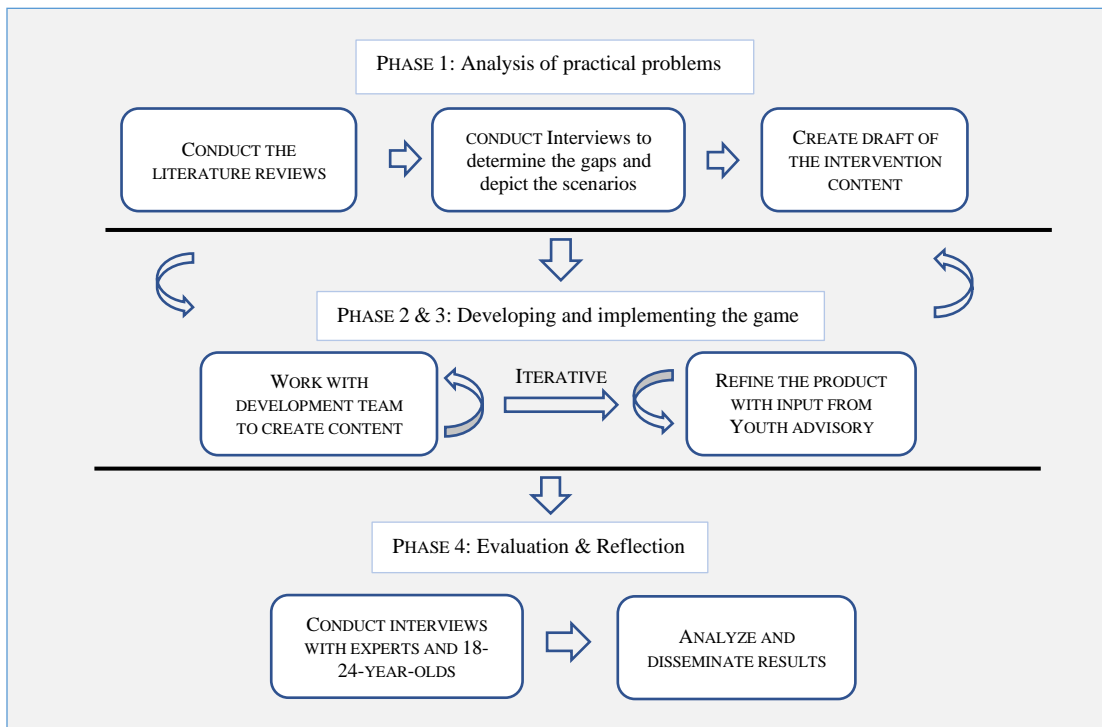 PHASE 1: Analysis of practical problems
CONDUCT THE
LITERATURE REVIEWS
CONDUCT Interviews to
determine the gaps and
depict the scenarios
CREATE DRAFT OF
THE INTERVENTION
CONTENT
PHASE 2 & 3: Developing and implementing the game
WORK WITH
DEVELOPMENT TEAM
TO CREATE CONTENT
ITERATIVE
REFINE THE PRODUCT
WITH INPUT FROM
YOUTH ADVISORY
PHASE 4: Evaluation & Reflection
CONDUCT INTERVIEWS
WITH EXPERTS AND 18-
24-YEAR-OLDS
ANALYZE AND
DISSEMINATE RESULTS